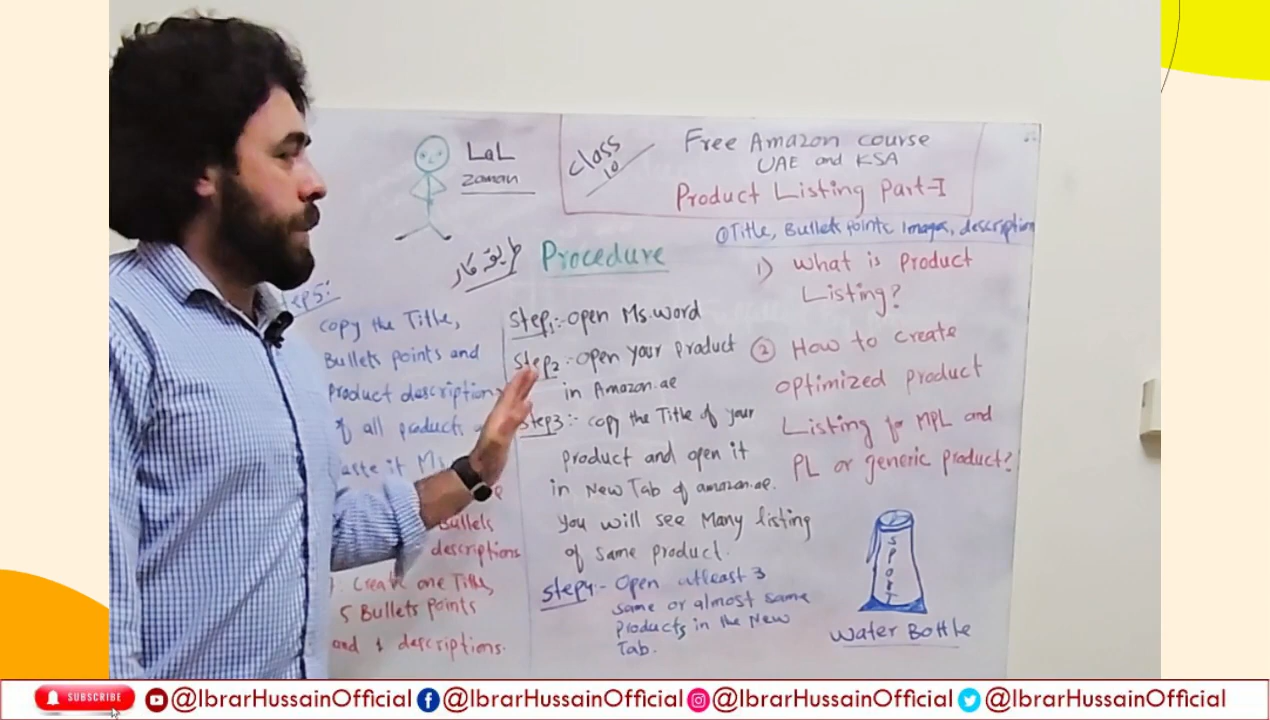 LaL
Zaman
Class
10
Free Amazon course
UAE and KSA
Product Listing Part-I
①Title, Bullets points, Images, description
طریقہ کار
Procedure
1) What is Product
Listing?
② How to create
optimized product
Listing for MPL and
PL or generic product?
SPORT
Water Bottle
Step1:- Open Ms.word
Step2:- Open your product
in Amazon.ae
Step3:- copy the Title of your
product and open it
in New Tab of amazon.ae.
you will see Many listing
of same product.
Step4:- Open atleast 3
same or almost same
Products in the New
Tab.
Step5:
copy the Title,
Bullets points and
product descriptions
of all products
paste it Ms
Bullets
descriptions
Create one Title,
5 Bullets points
and 1 descriptions.
SUBSCRIBE
@IbrarHussainOfficial @IbrarHussainOfficial @IbrarHussainOfficial @IbrarHussainOfficial